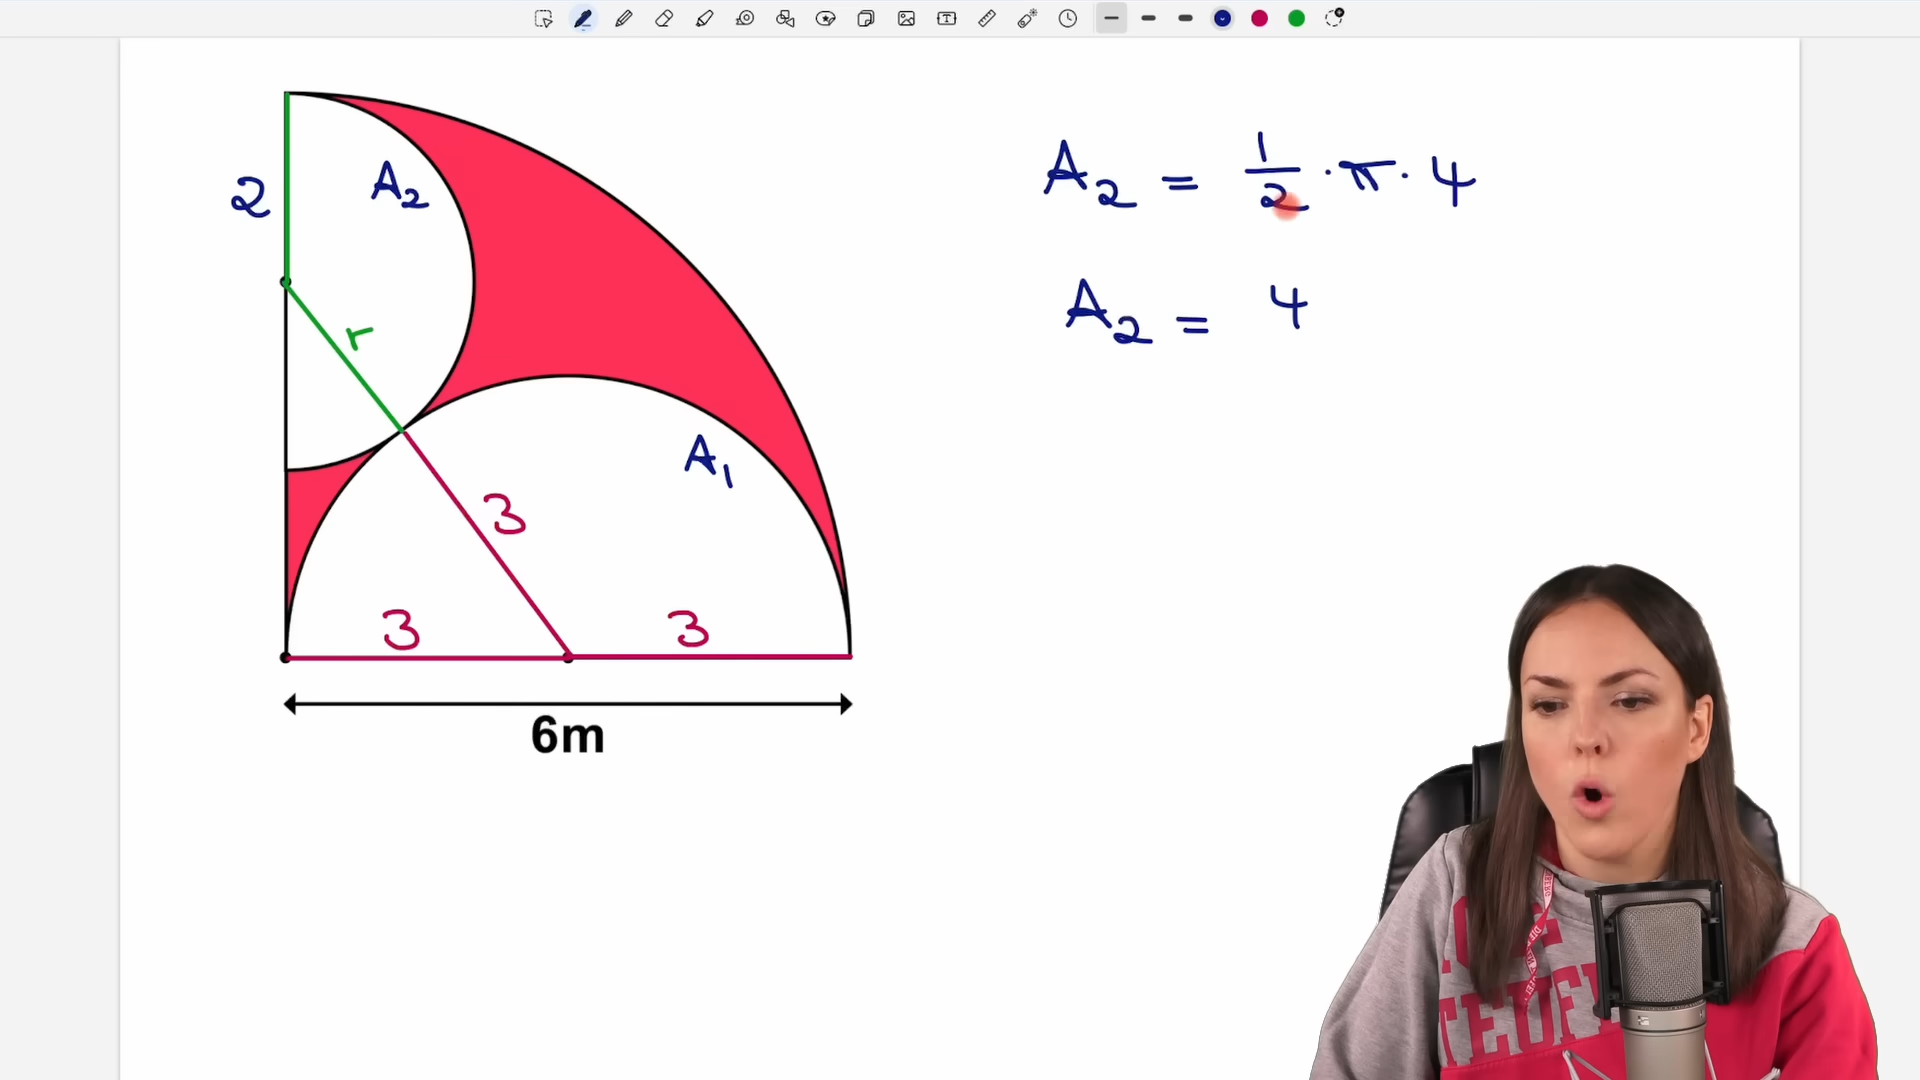 A₂ = 1/2 · π · 4
A₂ = 4
2
A₂
r
A₁
3
3
3
6m